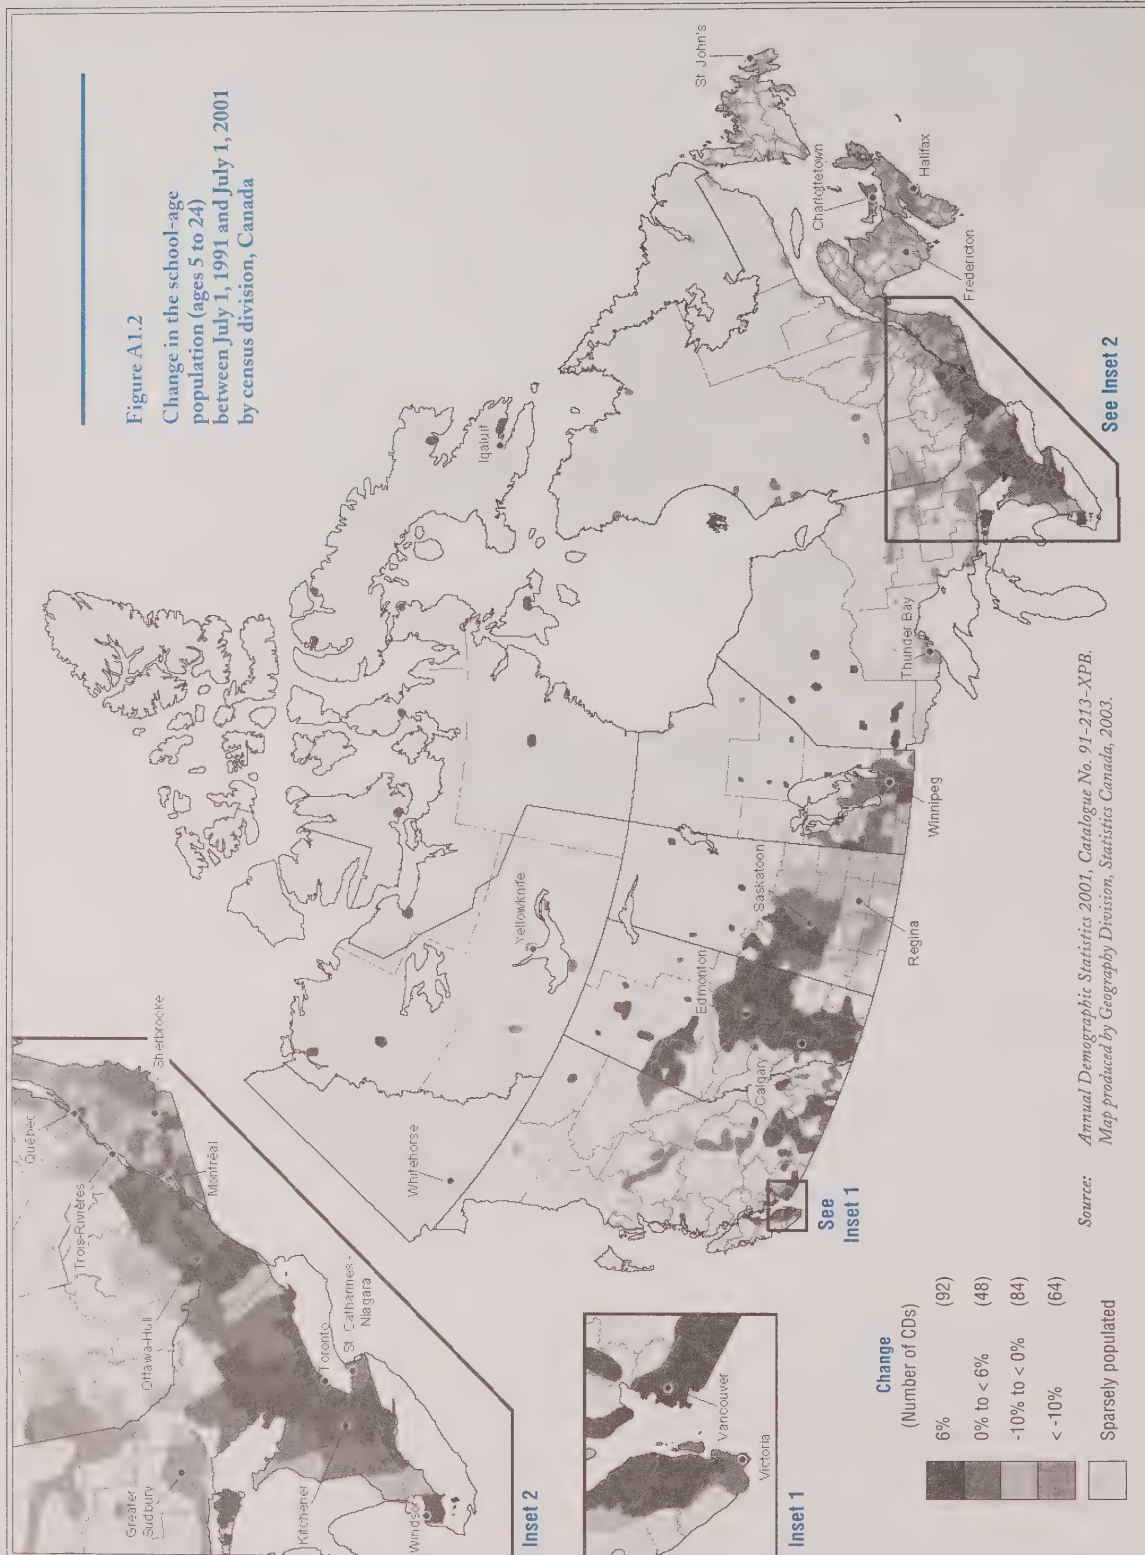 Figure A1.2
Change in the school-age
population (ages 5 to 24)
between July 1, 1991 and July 1, 2001
by census division, Canada
St John's
Charlottetown
Halifax
Fredericton
Iqaluit
See Inset 2
Thunder Bay
Winnipeg
Yellowknife
Saskatoon
Regina
Edmonton
Calgary
Whitehorse
See
Inset 1
Québec
Sherbrooke
Trois-Rivières
Montréal
Ottawa-Hull
Toronto
St Catharines -
Niagara
Greater
Sudbury
Kitchener
Windsor
Inset 2
Vancouver
Victoria
Inset 1
Change
(Number of CDs)
6% (92)
0% to < 6% (48)
-10% to < 0% (84)
< -10% (64)
Sparsely populated
Source: Annual Demographic Statistics 2001, Catalogue No. 91-213-XPB.
Map produced by Geography Division, Statistics Canada, 2003.